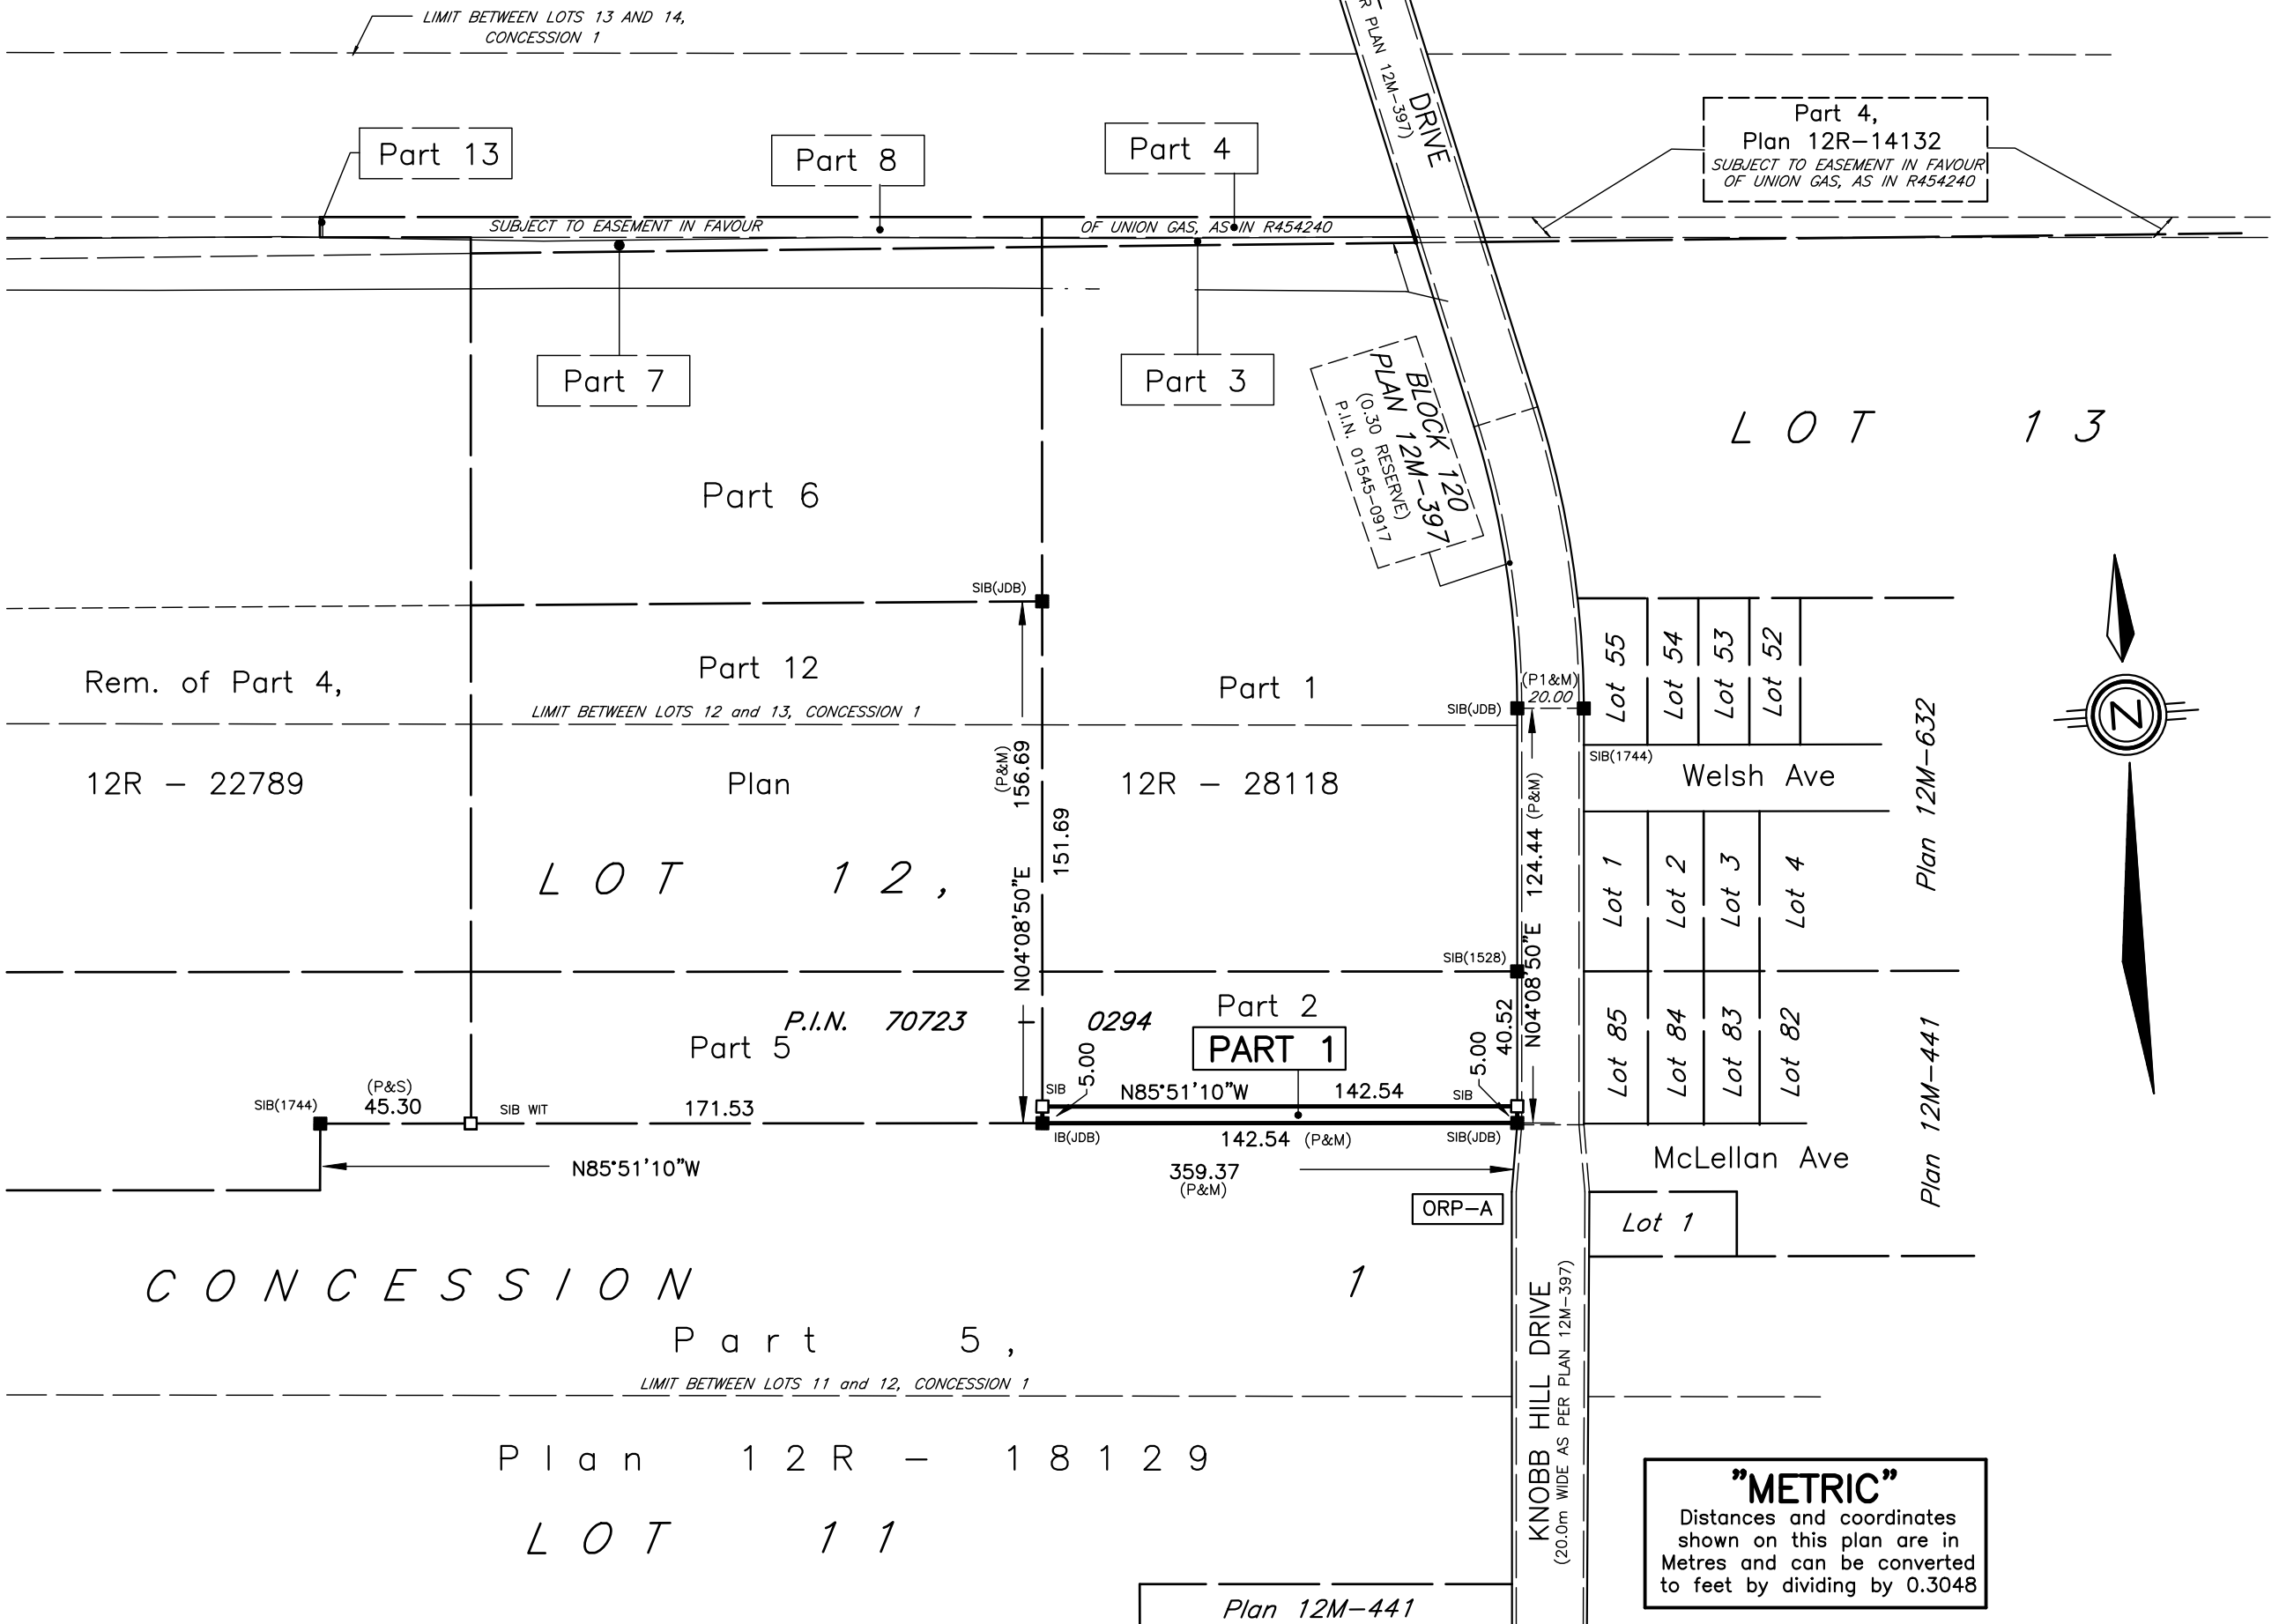 LIMIT BETWEEN LOTS 13 AND 14,
CONCESSION 1
R PLAN 12M-397)
DRIVE
Part 13
Part 8
Part 4
Part 4,
Plan 12R-14132
SUBJECT TO EASEMENT IN FAVOUR
OF UNION GAS, AS IN R454240
SUBJECT TO EASEMENT IN FAVOUR
OF UNION GAS, AS IN R454240
Part 7
Part 3
BLOCK 120
PLAN 12M-397
(0.30 RESERVE)
P.I.N. 01545-0917
LOT 13
Part 6
SIB(JDB)
Rem. of Part 4,
Part 12
Part 1
LIMIT BETWEEN LOTS 12 and 13, CONCESSION 1
SIB(JDB)
(P1&M)
20.00
Lot 55
Lot 54
Lot 53
Lot 52
SIB(1744)
Welsh Ave
Plan 12M-632
N
12R - 22789
Plan
12R - 28118
(P&M)
156.69
151.69
N04°08'50"E
N04°08'50"E 124.44 (P&M)
LOT 12,
Lot 1
Lot 2
Lot 3
Lot 4
SIB(1528)
Part 2
P.I.N. 70723 - 0294
Part 5
PART 1
40.52
5.00
5.00
Lot 85
Lot 84
Lot 83
Lot 82
Plan 12M-441
SIB(1744)
(P&S)
45.30
SIB WIT
171.53
SIB
N85°51'10"W 142.54
SIB
IB(JDB)
142.54 (P&M)
SIB(JDB)
N85°51'10"W
359.37
(P&M)
McLellan Ave
ORP-A
Lot 1
CONCESSION 1
Part 5,
LIMIT BETWEEN LOTS 11 and 12, CONCESSION 1
KNOBB HILL DRIVE
(20.0m WIDE AS PER PLAN 12M-397)
Plan 12R - 18129
LOT 11
"METRIC"
Distances and coordinates
shown on this plan are in
Metres and can be converted
to feet by dividing by 0.3048
Plan 12M-441